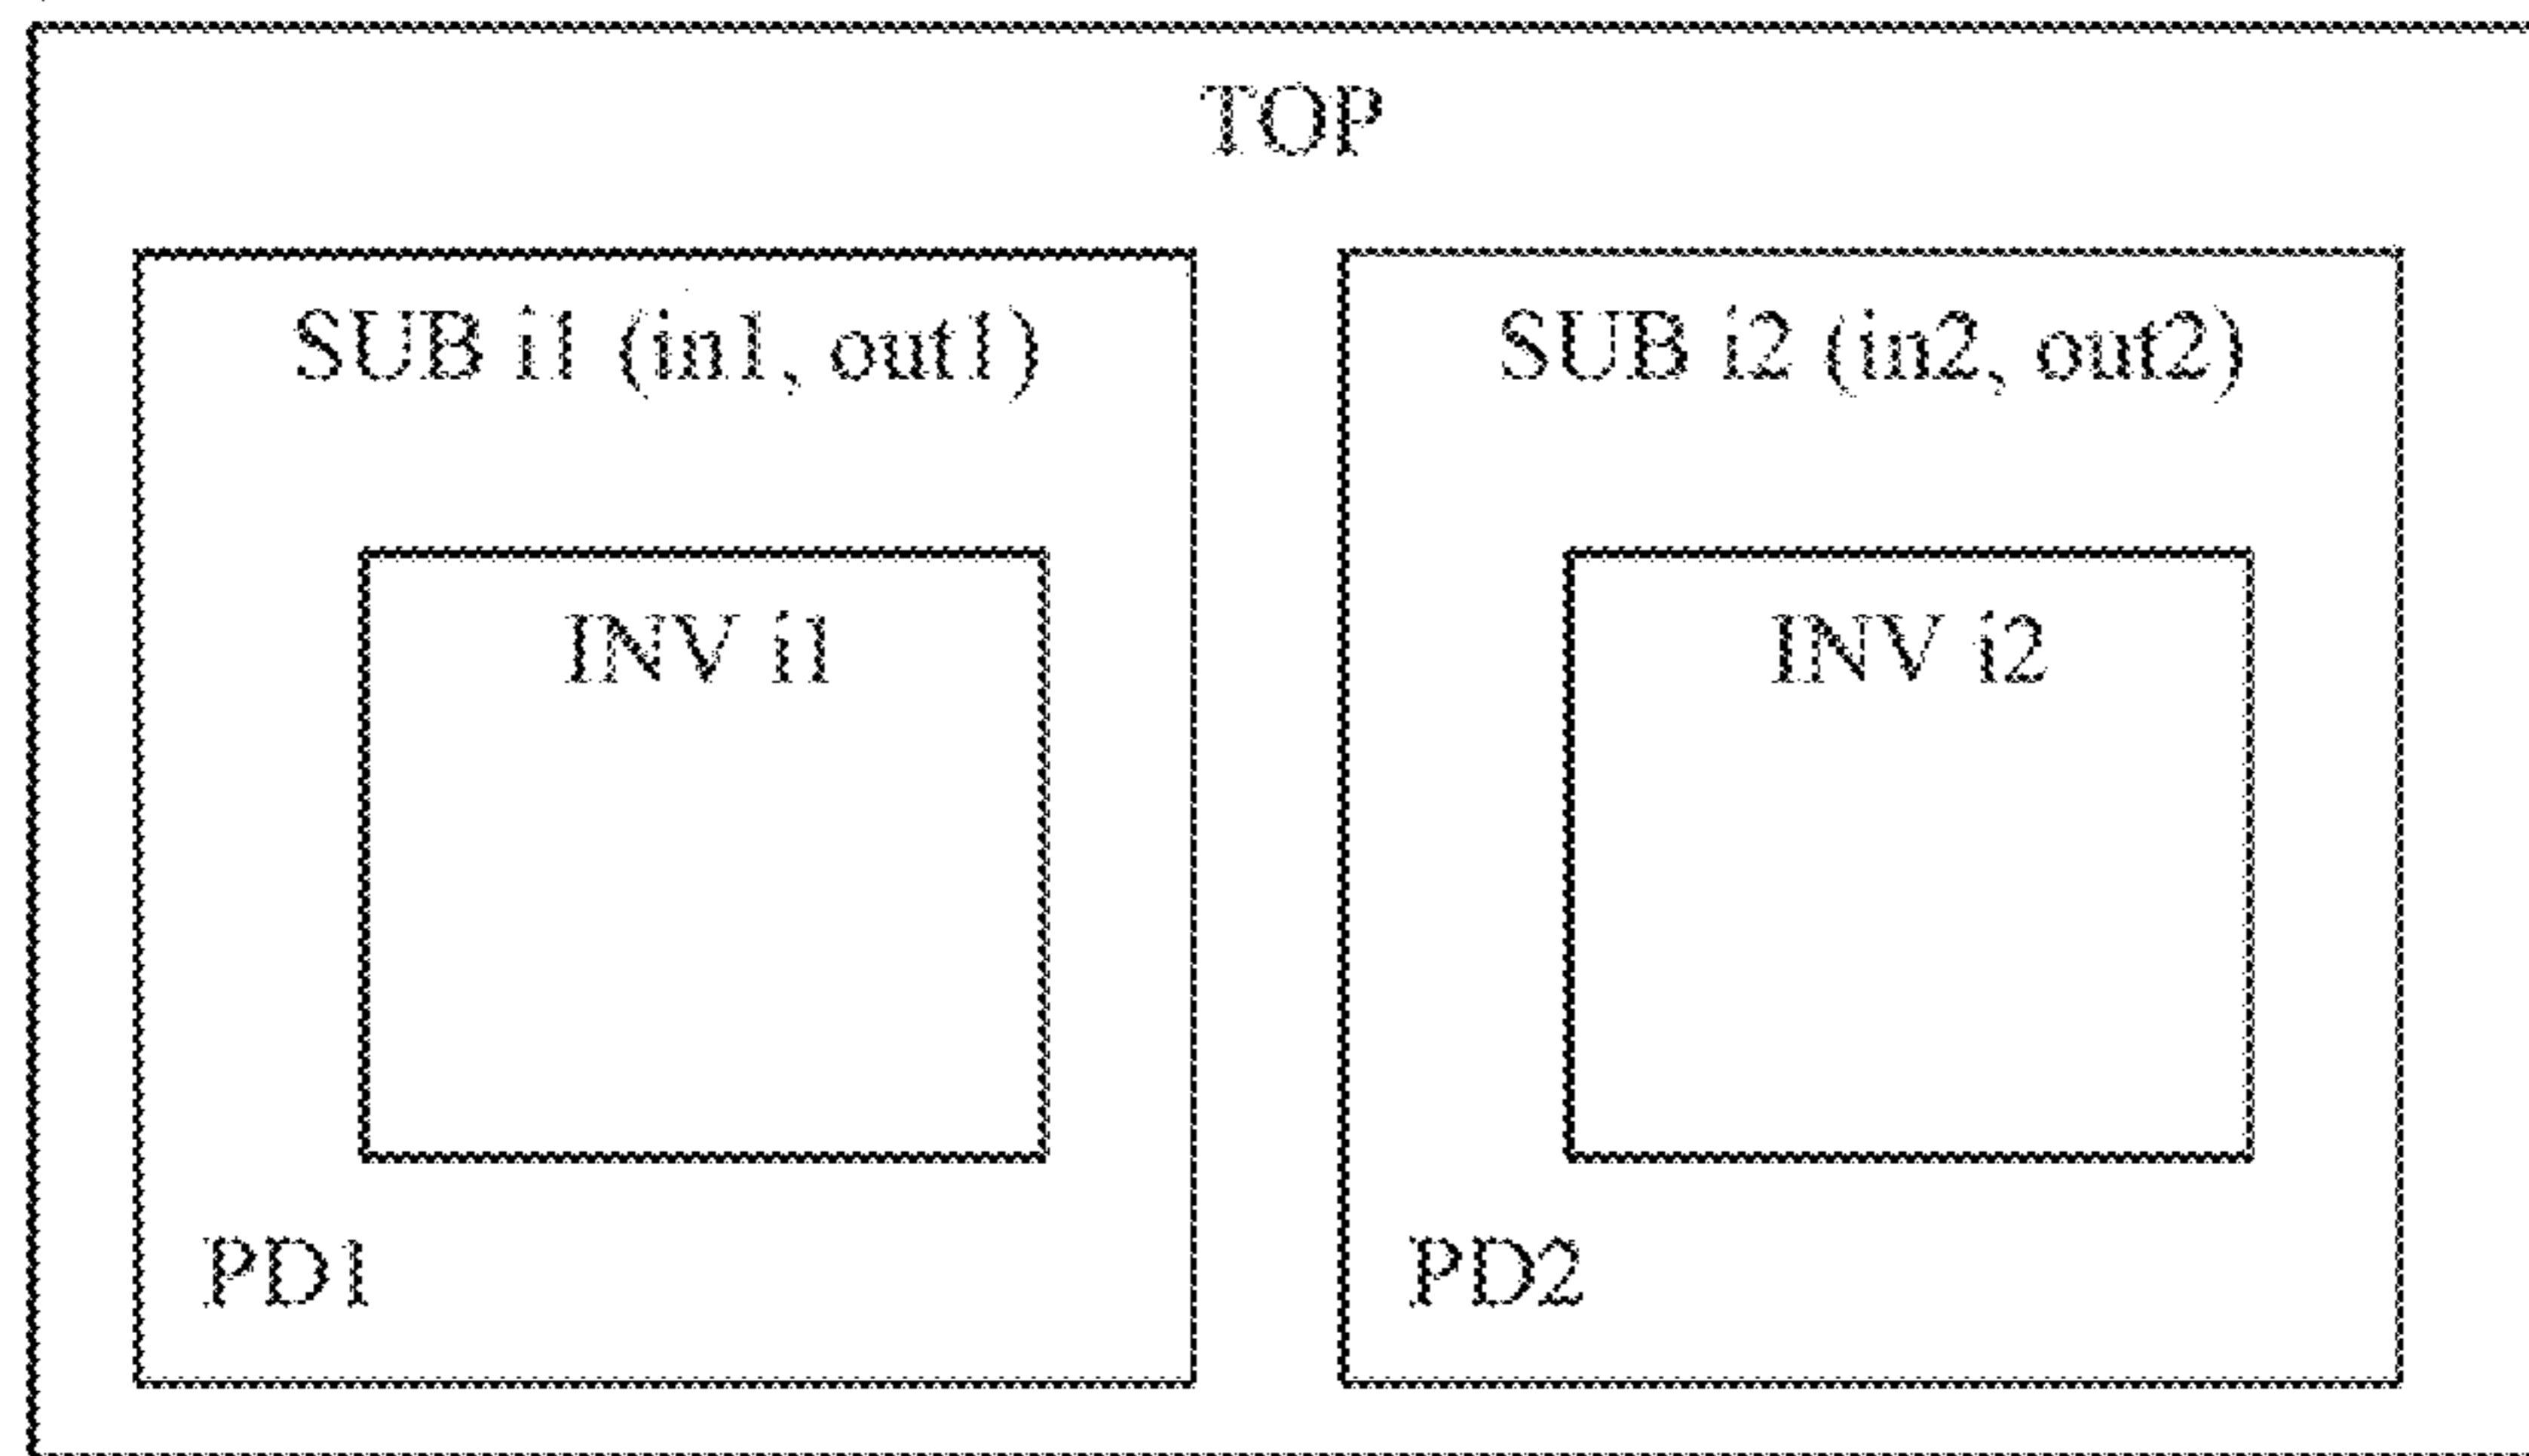 TOP
SUB i1 (in1, out1)
SUB i2 (in2, out2)
INV i1
INV i2
PD1
PD2